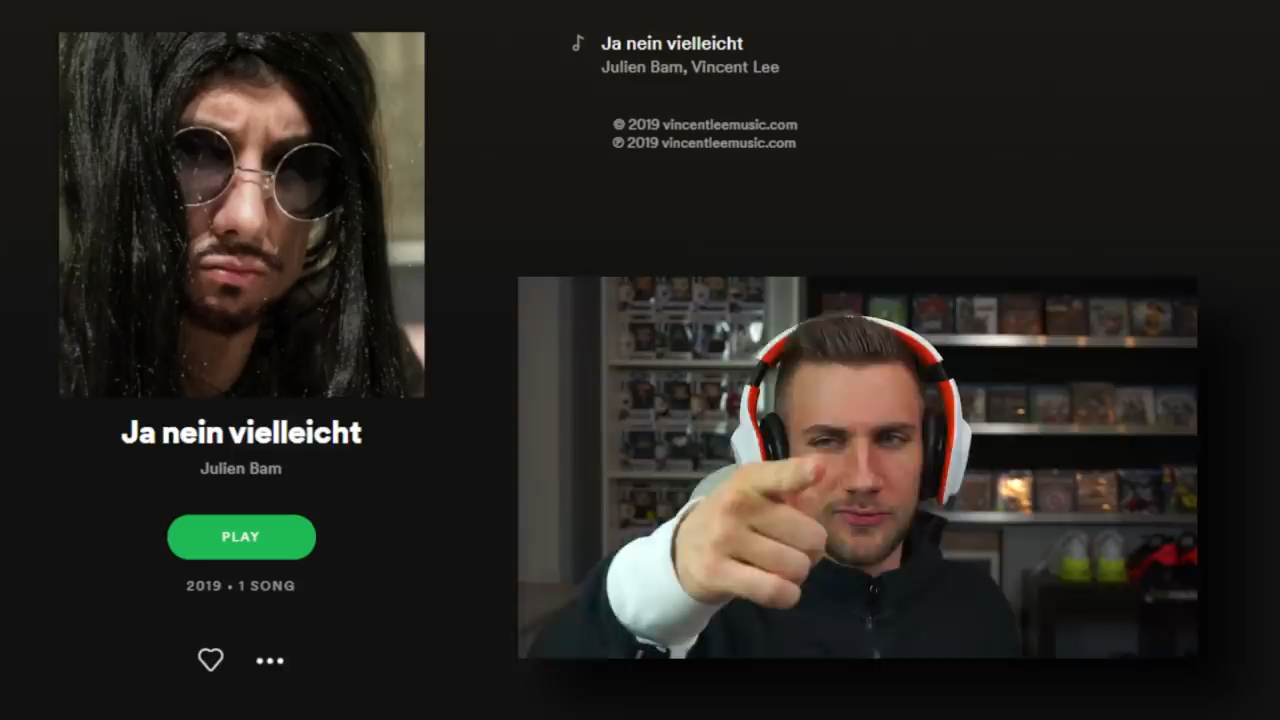 Ja nein vielleicht
Julien Bam, Vincent Lee
© 2019 vincentleemusic.com
℗ 2019 vincentleemusic.com
Ja nein vielleicht
Julien Bam
PLAY
2019 • 1 SONG